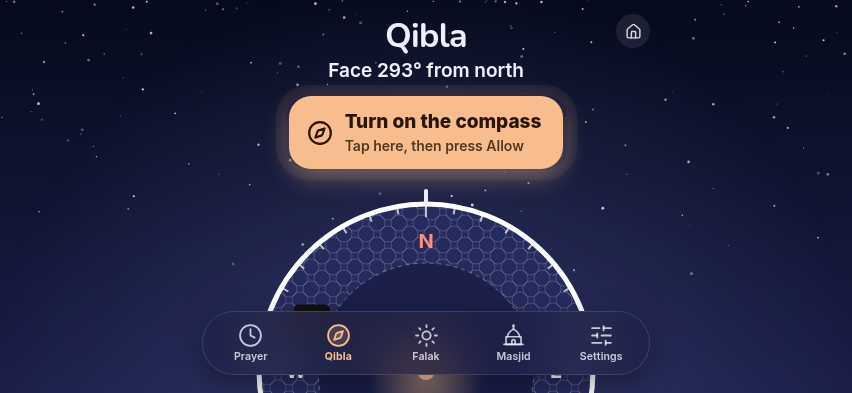 Qibla
Face 293° from north
Turn on the compass
Tap here, then press Allow
N
Prayer
Qibla
Falak
Masjid
Settings